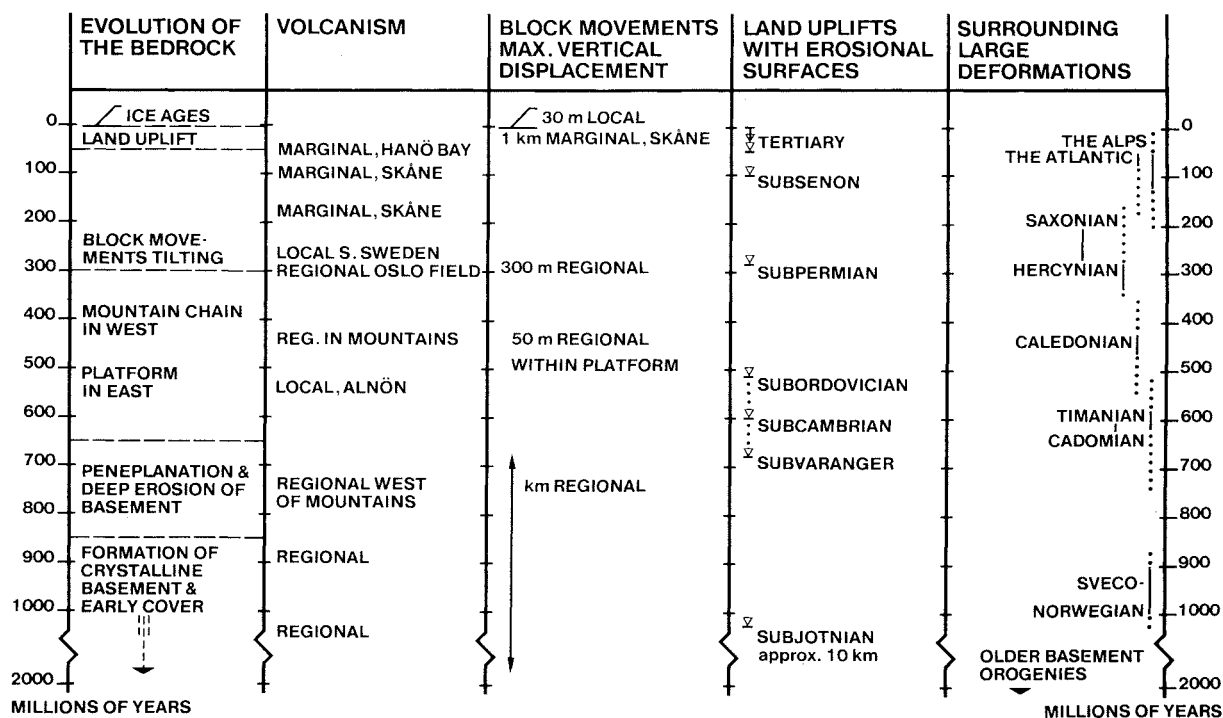 EVOLUTION OF
THE BEDROCK
VOLCANISM
BLOCK MOVEMENTS
MAX. VERTICAL
DISPLACEMENT
LAND UPLIFTS
WITH EROSIONAL
SURFACES
SURROUNDING
LARGE
DEFORMATIONS
0
100
200
300
400
500
600
700
800
900
1000
2000
MILLIONS OF YEARS
ICE AGES
LAND UPLIFT
BLOCK MOVE-
MENTS TILTING
MOUNTAIN CHAIN
IN WEST
PLATFORM
IN EAST
PENEPLANATION &
DEEP EROSION OF
BASEMENT
FORMATION OF
CRYSTALLINE
BASEMENT &
EARLY COVER
MARGINAL, HANÖ BAY
MARGINAL, SKÅNE
MARGINAL, SKÅNE
LOCAL S. SWEDEN
REGIONAL OSLO FIELD
REG. IN MOUNTAINS
LOCAL, ALNÖN
REGIONAL WEST
OF MOUNTAINS
REGIONAL
REGIONAL
30 m LOCAL
1 km MARGINAL, SKÅNE
300 m REGIONAL
50 m REGIONAL
WITHIN PLATFORM
km REGIONAL
TERTIARY
SUBSENON
SUBPERMIAN
SUBORDOVICIAN
SUBCAMBRIAN
SUBVARANGER
SUBJOTNIAN
approx. 10 km
THE ALPS
THE ATLANTIC
SAXONIAN
HERCYNIAN
CALEDONIAN
TIMANIAN
CADOMIAN
SVECO-
NORWEGIAN
OLDER BASEMENT
OROGENIES
0
100
200
300
400
500
600
700
800
900
1000
2000
MILLIONS OF YEARS